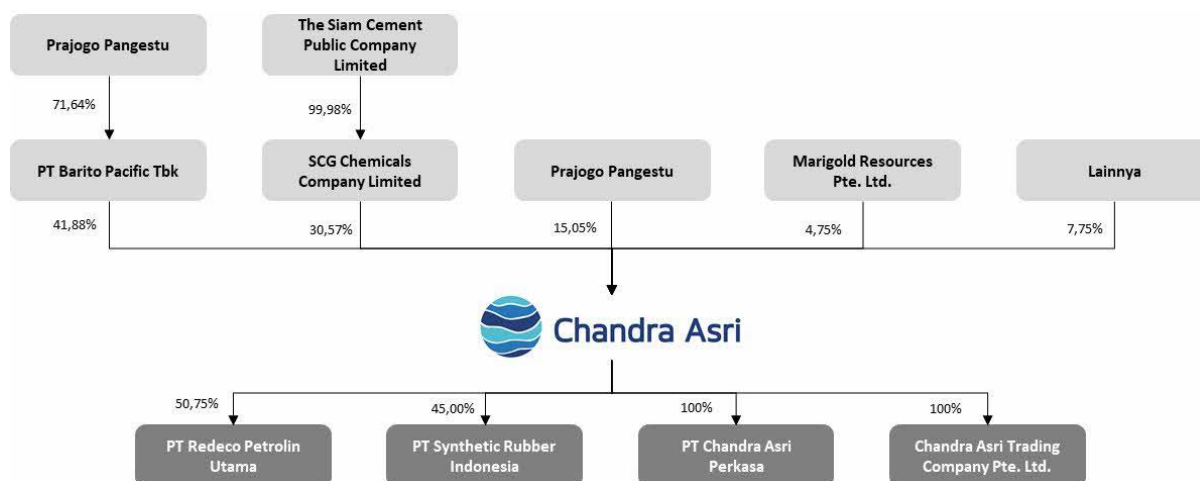 Prajogo Pangestu
The Siam Cement
Public Company
Limited
71,64%
99,98%
PT Barito Pacific Tbk
SCG Chemicals
Company Limited
Prajogo Pangestu
Marigold Resources
Pte. Ltd.
Lainnya
41,88%
30,57%
15,05%
4,75%
7,75%
Chandra Asri
50,75%
45,00%
100%
100%
PT Redeco Petrolin
Utama
PT Synthetic Rubber
Indonesia
PT Chandra Asri
Perkasa
Chandra Asri Trading
Company Pte. Ltd.